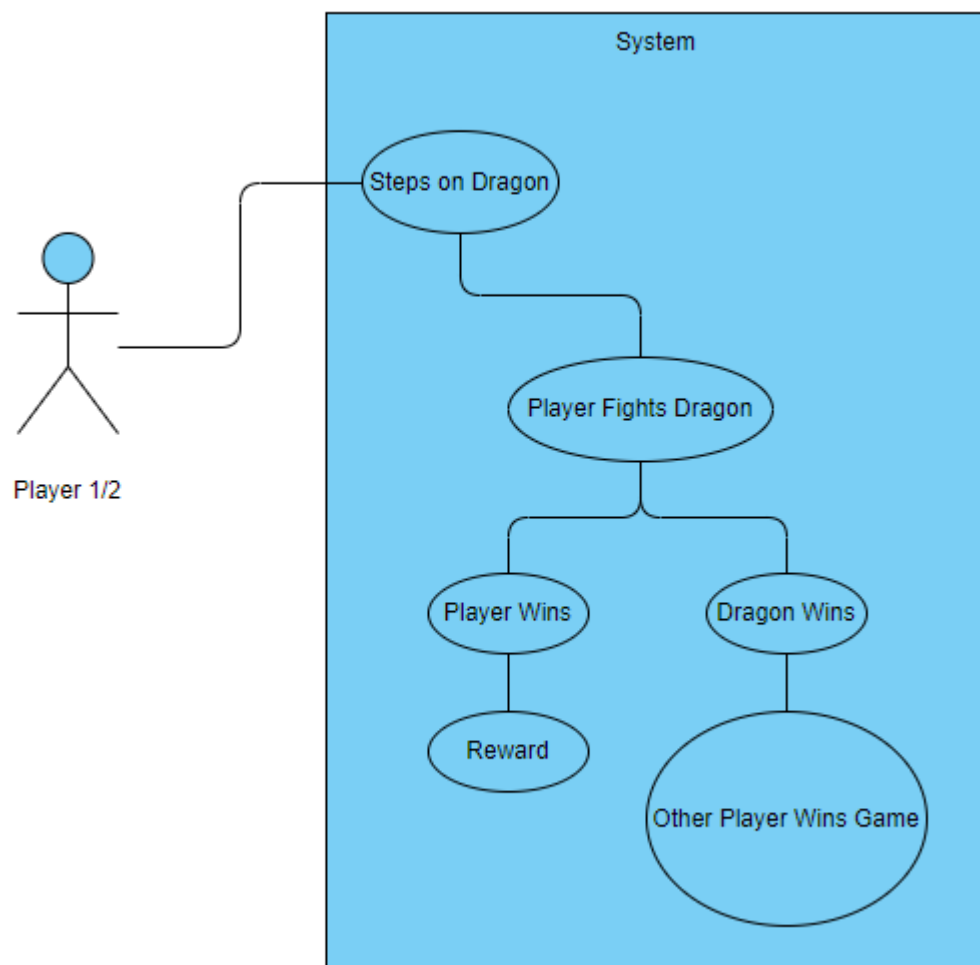 System
Steps on Dragon
Player Fights Dragon
Player 1/2
Player Wins
Dragon Wins
Reward
Other Player Wins Game